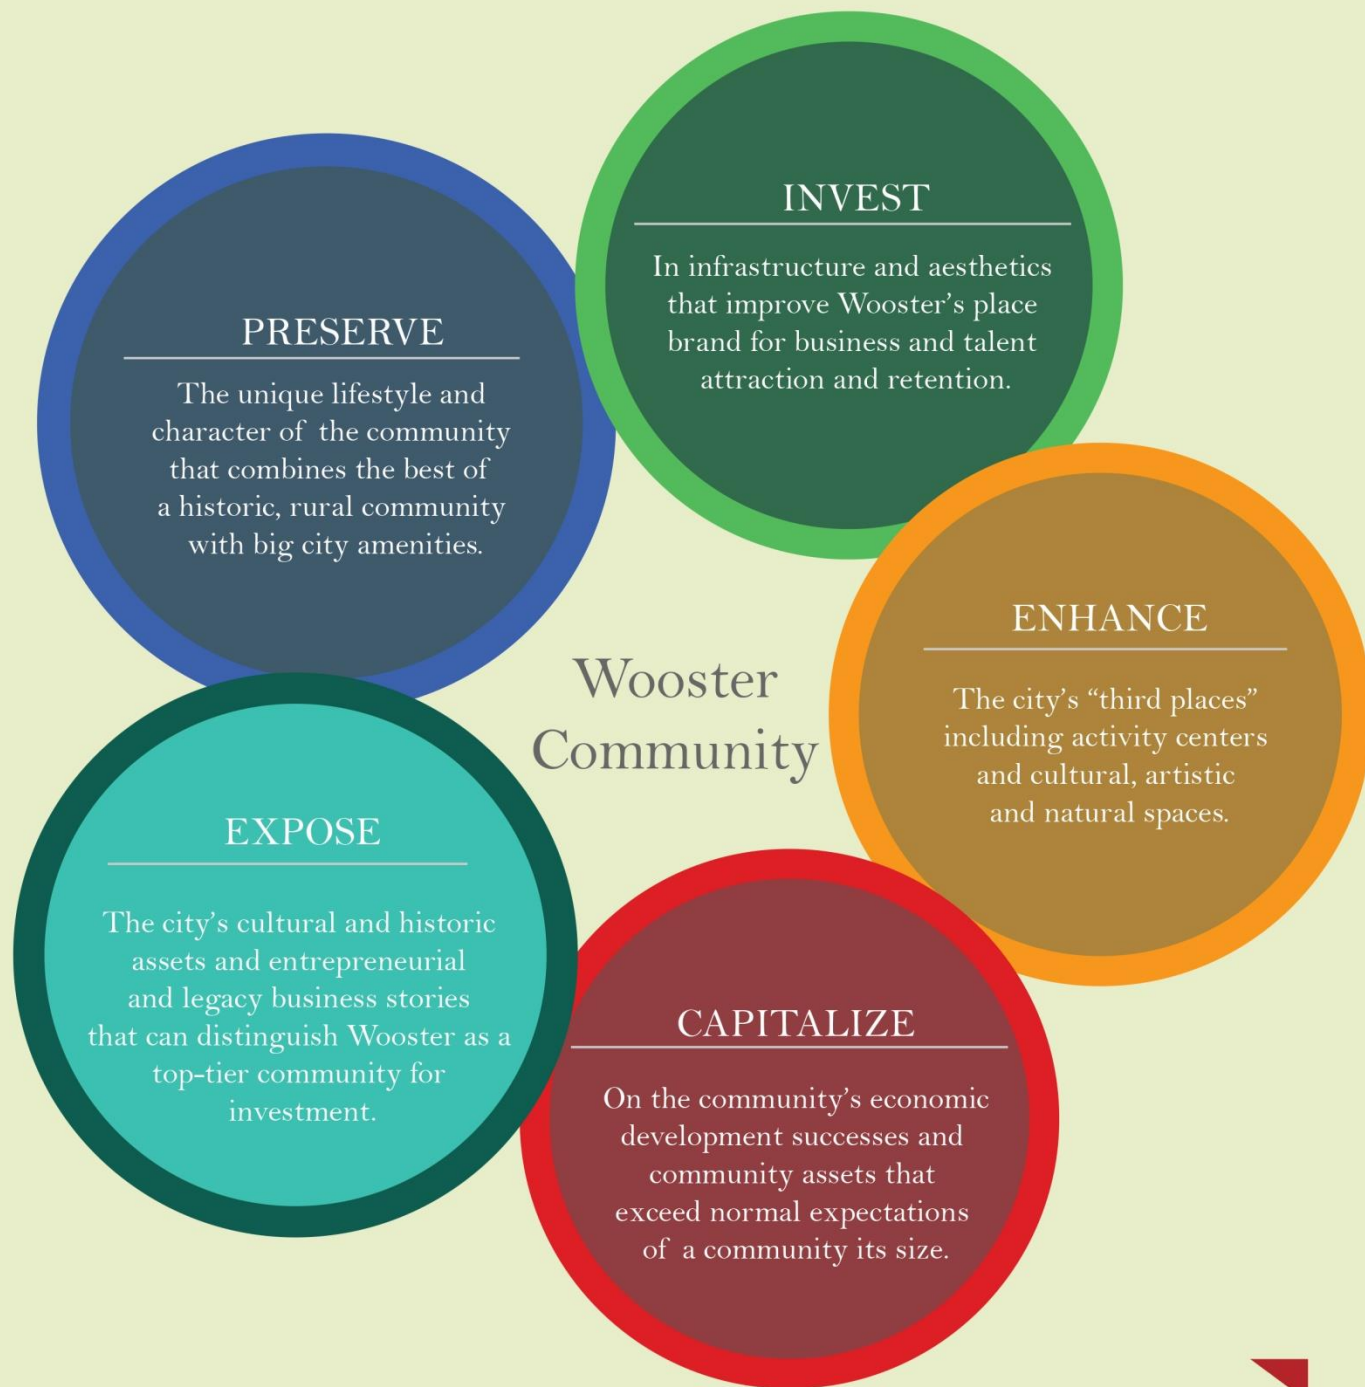 INVEST
In infrastructure and aesthetics
that improve Wooster's place
brand for business and talent
attraction and retention.
PRESERVE
The unique lifestyle and
character of the community
that combines the best of
a historic, rural community
with big city amenities.
ENHANCE
The city's “third places”
including activity centers
and cultural, artistic
and natural spaces.
Wooster
Community
EXPOSE
The city's cultural and historic
assets and entrepreneurial
and legacy business stories
that can distinguish Wooster as a
top-tier community for
investment.
CAPITALIZE
On the community's economic
development successes and
community assets that
exceed normal expectations
of a community its size.